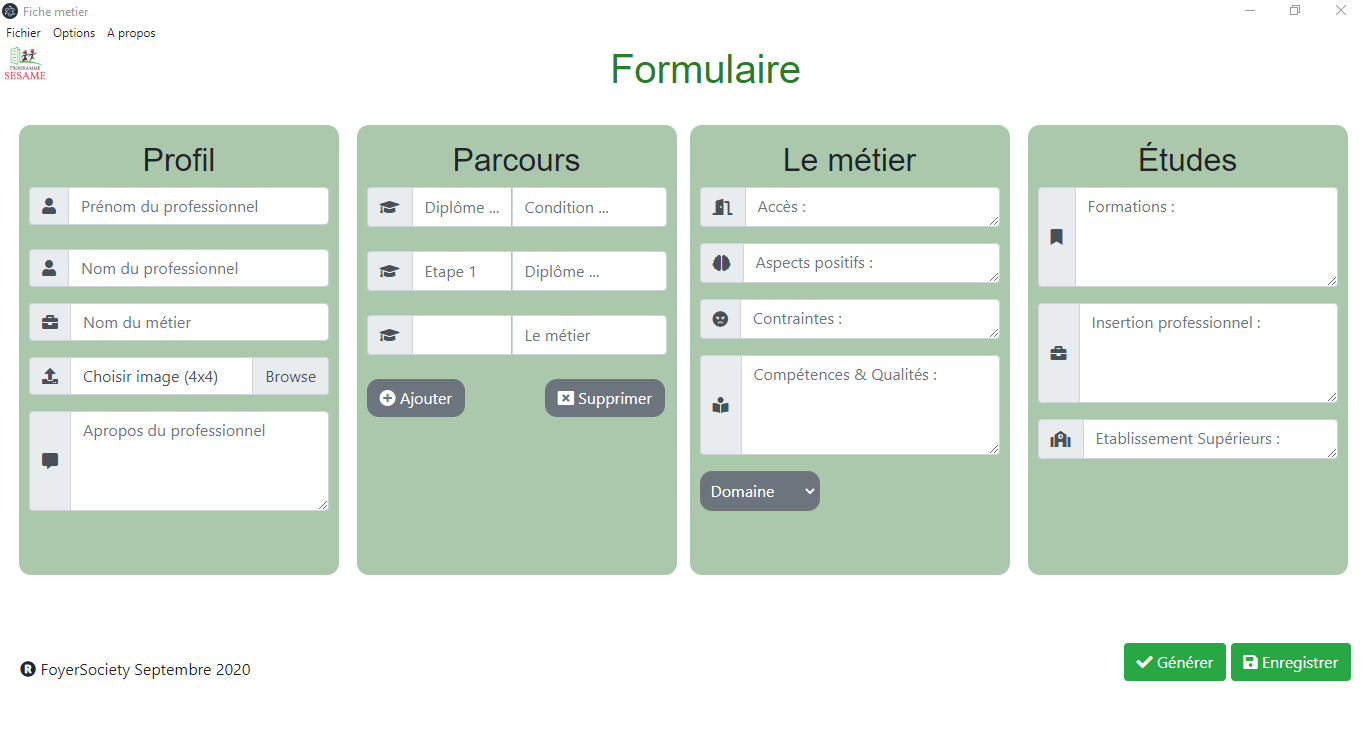 Fiche metier
Fichier Options A propos
PROGRAMME
SESAME
Formulaire
Profil
Prénom du professionnel
Nom du professionnel
Nom du métier
Choisir image (4x4) Browse
Apropos du professionnel
Parcours
Diplôme ... Condition ...
Etape 1 Diplôme ...
Le métier
Ajouter Supprimer
Le métier
Accès :
Aspects positifs :
Contraintes :
Compétences & Qualités :
Domaine
Études
Formations :
Insertion professionnel :
Etablissement Supérieurs :
R FoyerSociety Septembre 2020
Générer Enregistrer